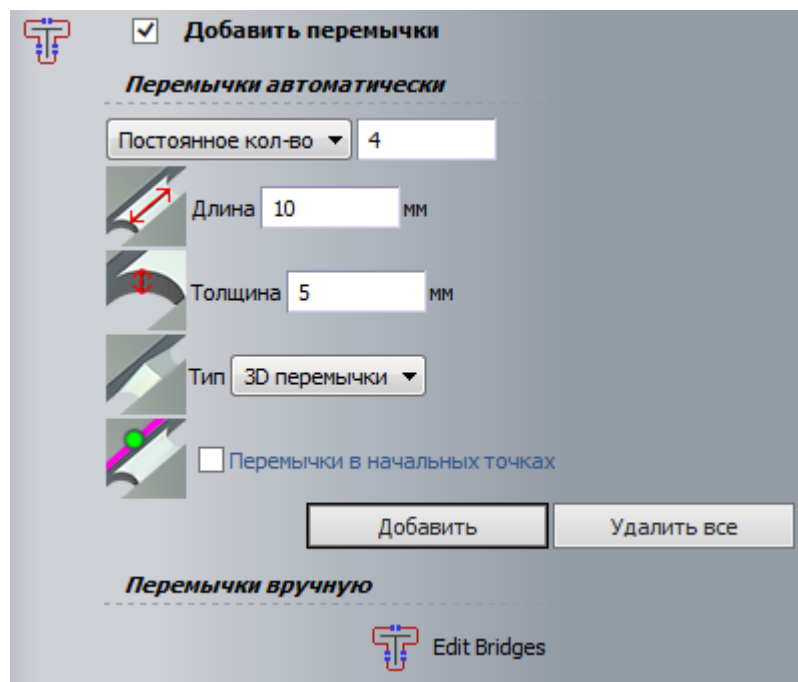 Добавить перемычки
Перемычки автоматически
Постоянное кол-во 4
Длина 10 мм
Толщина 5 мм
Тип 3D перемычки
Перемычки в начальных точках
Добавить Удалить все
Перемычки вручную
Edit Bridges